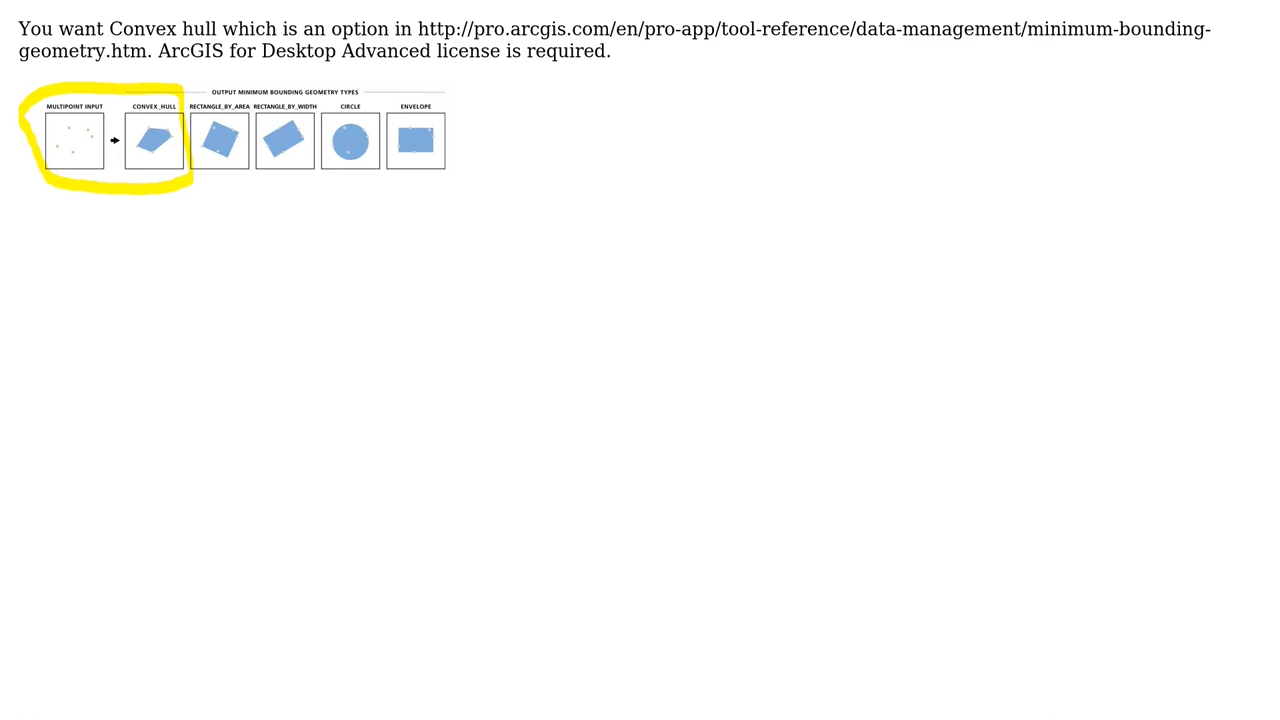 You want Convex hull which is an option in http://pro.arcgis.com/en/pro-app/tool-reference/data-management/minimum-bounding-
geometry.htm. ArcGIS for Desktop Advanced license is required.
OUTPUT MINIMUM BOUNDING GEOMETRY TYPES
MULTIPOINT INPUT CONVEX_HULL RECTANGLE_BY_AREA RECTANGLE_BY_WIDTH CIRCLE ENVELOPE